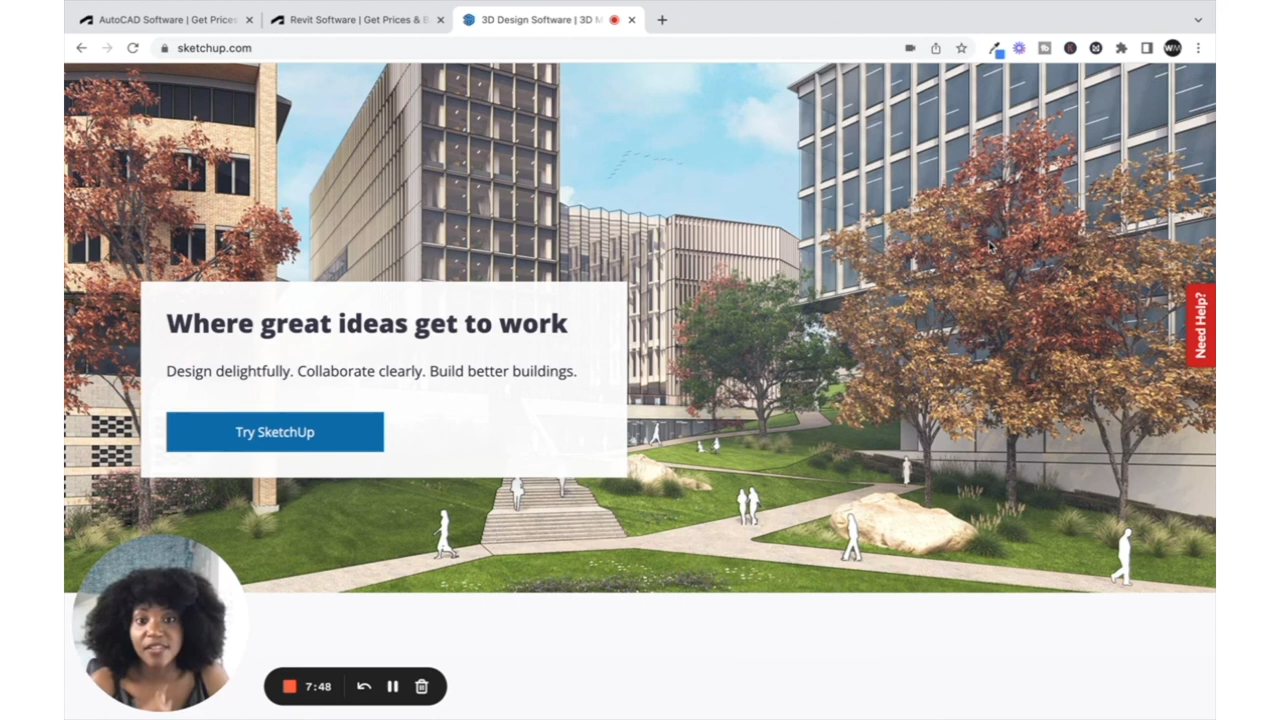 AutoCAD Software | Get Prices
Revit Software | Get Prices & B
3D Design Software | 3D M
sketchup.com
Where great ideas get to work
Design delightfully. Collaborate clearly. Build better buildings.
Try SketchUp
Need Help?
7:48